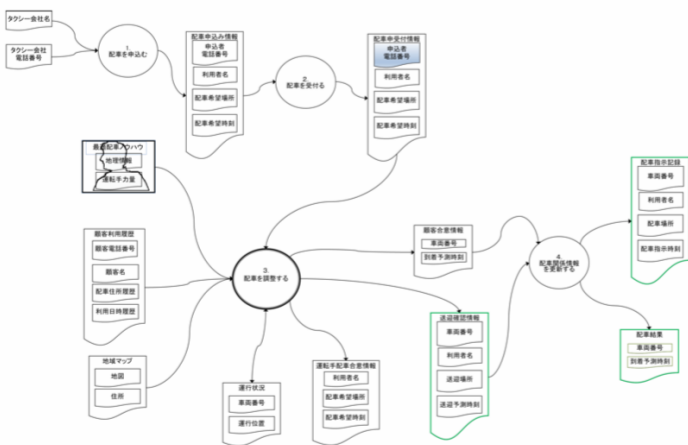 タクシー会社名
タクシー会社
電話番号
1.
配車を申込む
配車申込み情報
申込者
電話番号
利用者名
配車希望場所
配車希望時刻
2.
配車を受付る
配車申受付情報
申込者
電話番号
利用者名
配車希望場所
配車希望時刻
最適配車ノウハウ
地理情報
運転手力量
顧客利用履歴
顧客電話番号
顧客名
配車住所履歴
利用日時履歴
地域マップ
地図
住所
3.
配車を調整する
運行状況
車両番号
運行位置
運転手配車合意情報
利用者名
配車希望場所
配車希望時刻
顧客合意情報
車両番号
到着予測時刻
送迎確認情報
車両番号
利用者名
送迎場所
送迎予測時刻
4.
配車関係情報
を更新する
配車指示記録
車両番号
利用者名
配車場所
配車指示時刻
配車結果
車両番号
到着予測時刻